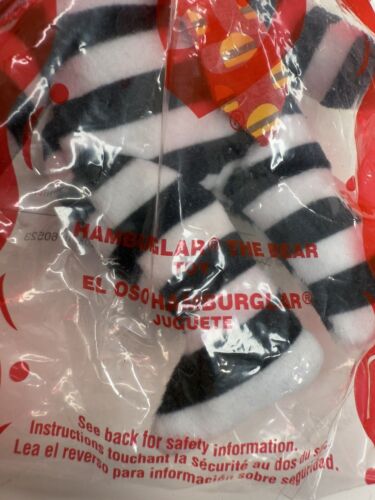 HAMBURGLAR® THE BEAR
TOY
EL OSO HAMBURGLAR®
JUGUETE
See back for safety information.
Instructions touchant la sécurité au dos du
Lea el reverso para información sobre seguridad